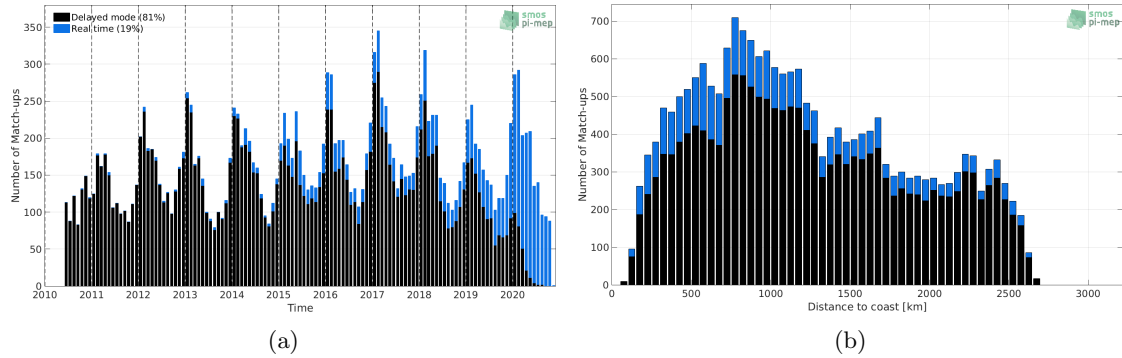 Delayed mode (81%)
Real time (19%)
smos
pi-mep
Number of Match-ups
350
300
250
200
150
100
50
0
2010 2011 2012 2013 2014 2015 2016 2017 2018 2019 2020
Time
(a)
smos
pi-mep
Number of Match-ups
700
600
500
400
300
200
100
0
0 500 1000 1500 2000 2500 3000
Distance to coast [km]
(b)